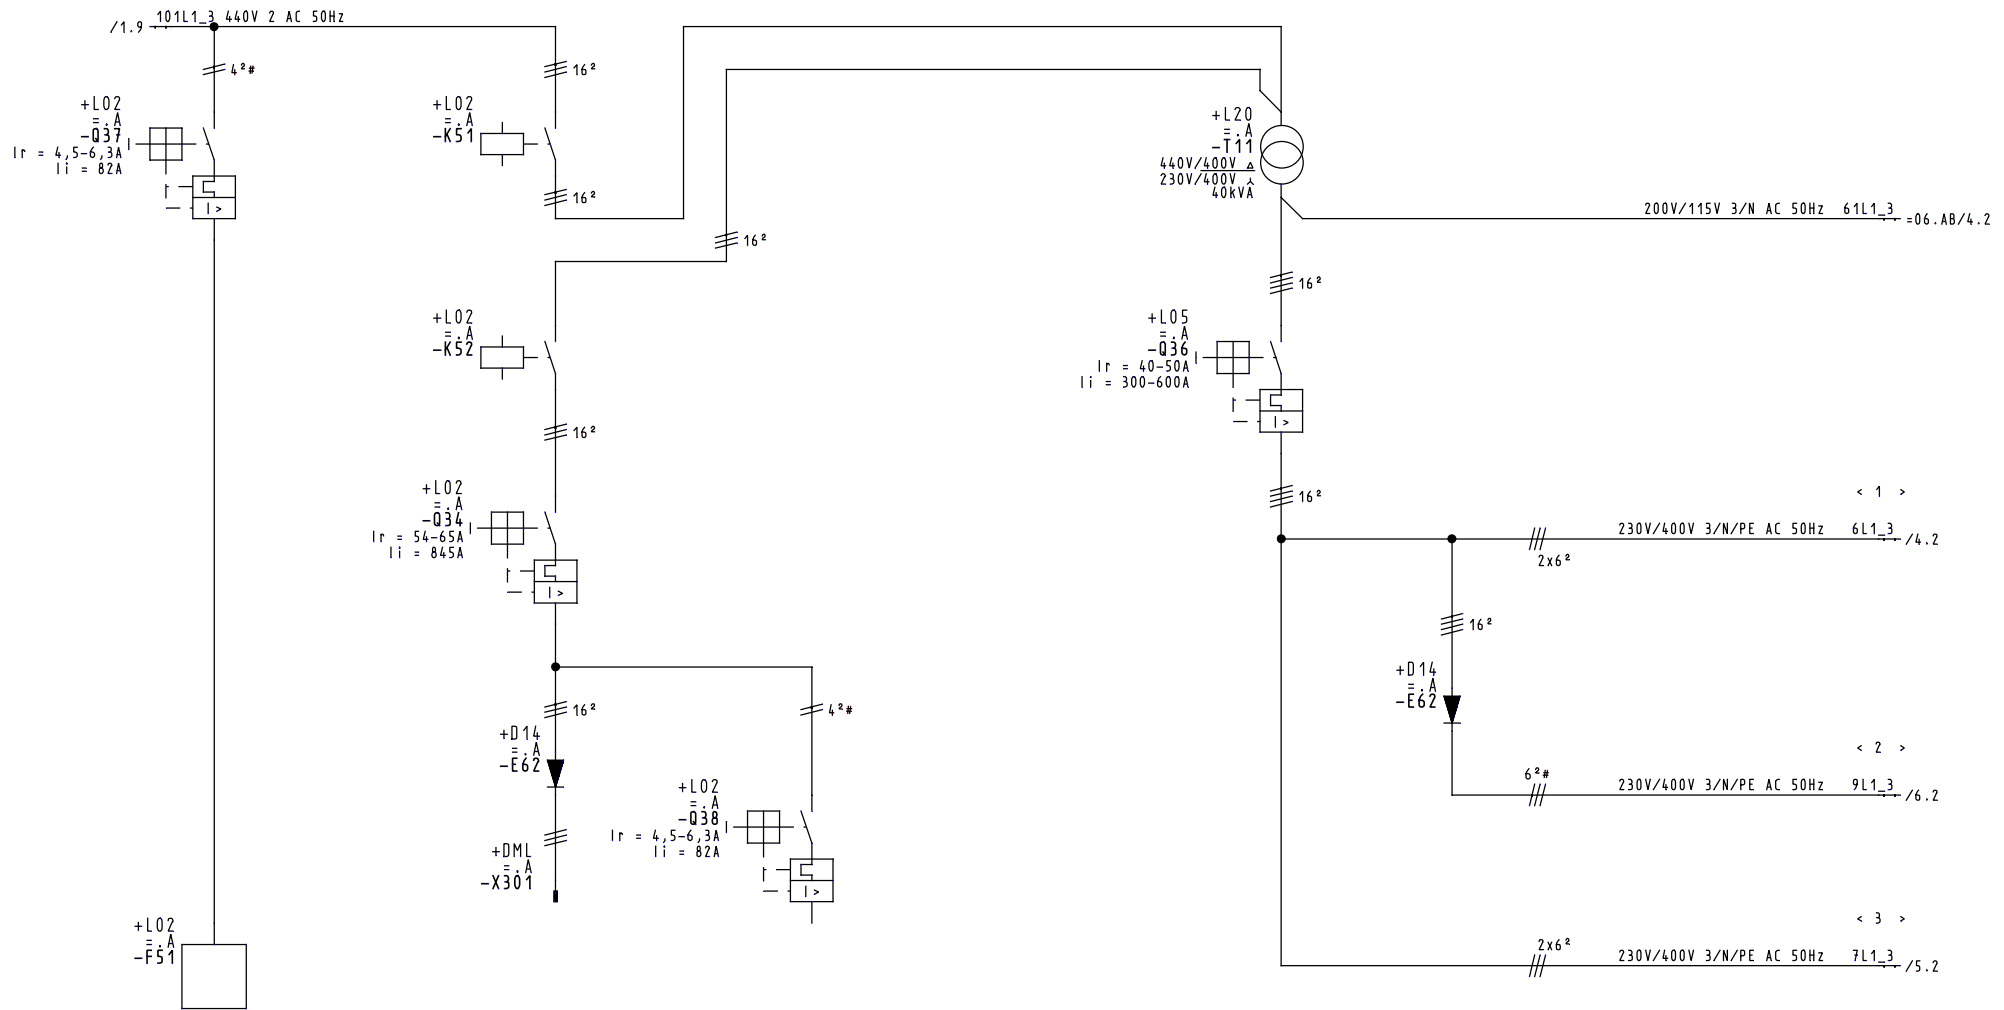 101L1_3 440V 2 AC 50Hz
/1.9
4²#
+L02
=.A
-Q37
Ir = 4,5-6,3A
Ii = 82A
I >
16²
+L02
=.A
-K51
16²
16²
+L20
=.A
-T11
440V/400V
230V/400V
40kVA
200V/115V 3/N AC 50Hz 61L1_3
=06.AB/4.2
16²
+L02
=.A
-K52
16²
+L05
=.A
-Q36
Ir = 40-50A
Ii = 300-600A
I >
16²
+L02
=.A
-Q34
Ir = 54-65A
Ii = 845A
I >
< 1 >
230V/400V 3/N/PE AC 50Hz 6L1_3
/4.2
2x6²
16²
+D14
=.A
-E62
16²
4²#
+D14
=.A
-E62
< 2 >
6²#
230V/400V 3/N/PE AC 50Hz 9L1_3
/6.2
+L02
=.A
-Q38
Ir = 4,5-6,3A
Ii = 82A
I >
+DML
=.A
-X301
+L02
=.A
-F51
< 3 >
2x6²
230V/400V 3/N/PE AC 50Hz 7L1_3
/5.2